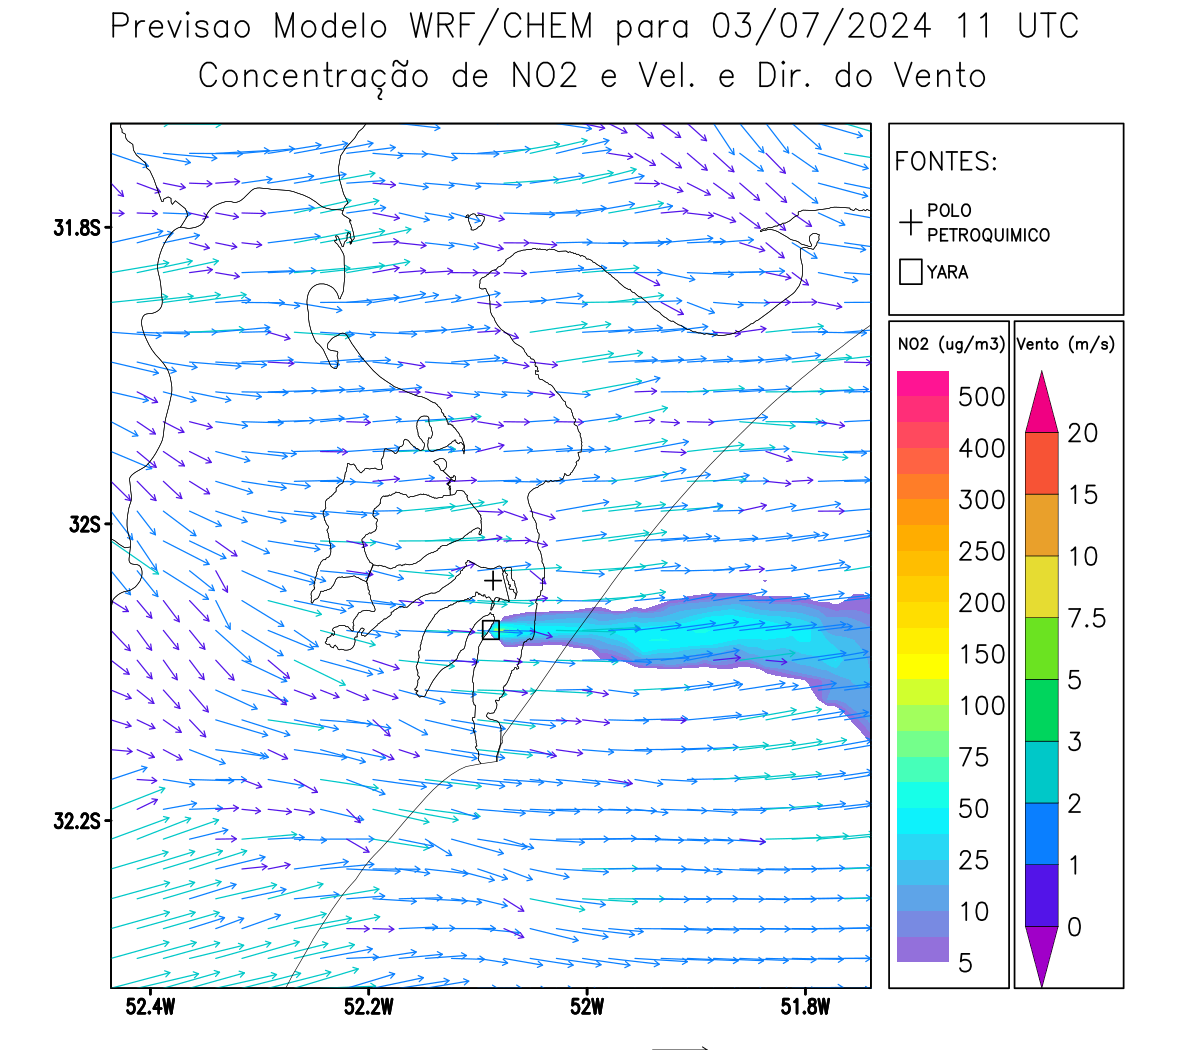 Previsao Modelo WRF/CHEM para 03/07/2024 11 UTC
Concentração de NO2 e Vel. e Dir. do Vento
FONTES:
POLO
PETROQUIMICO
YARA
NO2 (ug/m3)
500
400
300
250
200
150
100
75
50
25
10
5
Vento (m/s)
20
15
10
7.5
5
3
2
1
0
31.8S
32S
32.2S
52.4W 52.2W 52W 51.8W